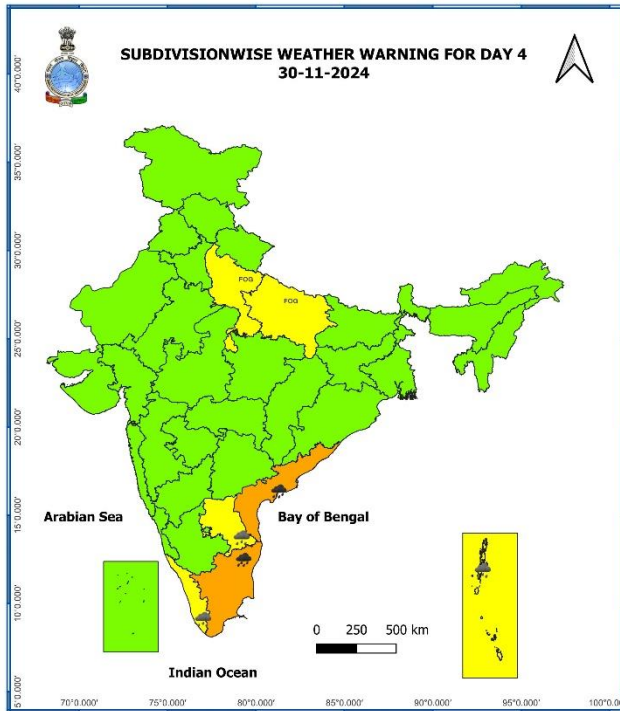 SUBDIVISIONWISE WEATHER WARNING FOR DAY 4
30-11-2024
40°0.000'
35°0.000'
30°0.000'
25°0.000'
20°0.000'
15°0.000'
10°0.000'
5°0.000'
FOG
FOG
Arabian Sea
Bay of Bengal
0 250 500 km
Indian Ocean
70°0.000' 75°0.000' 80°0.000' 85°0.000' 90°0.000' 95°0.000' 100°0.0